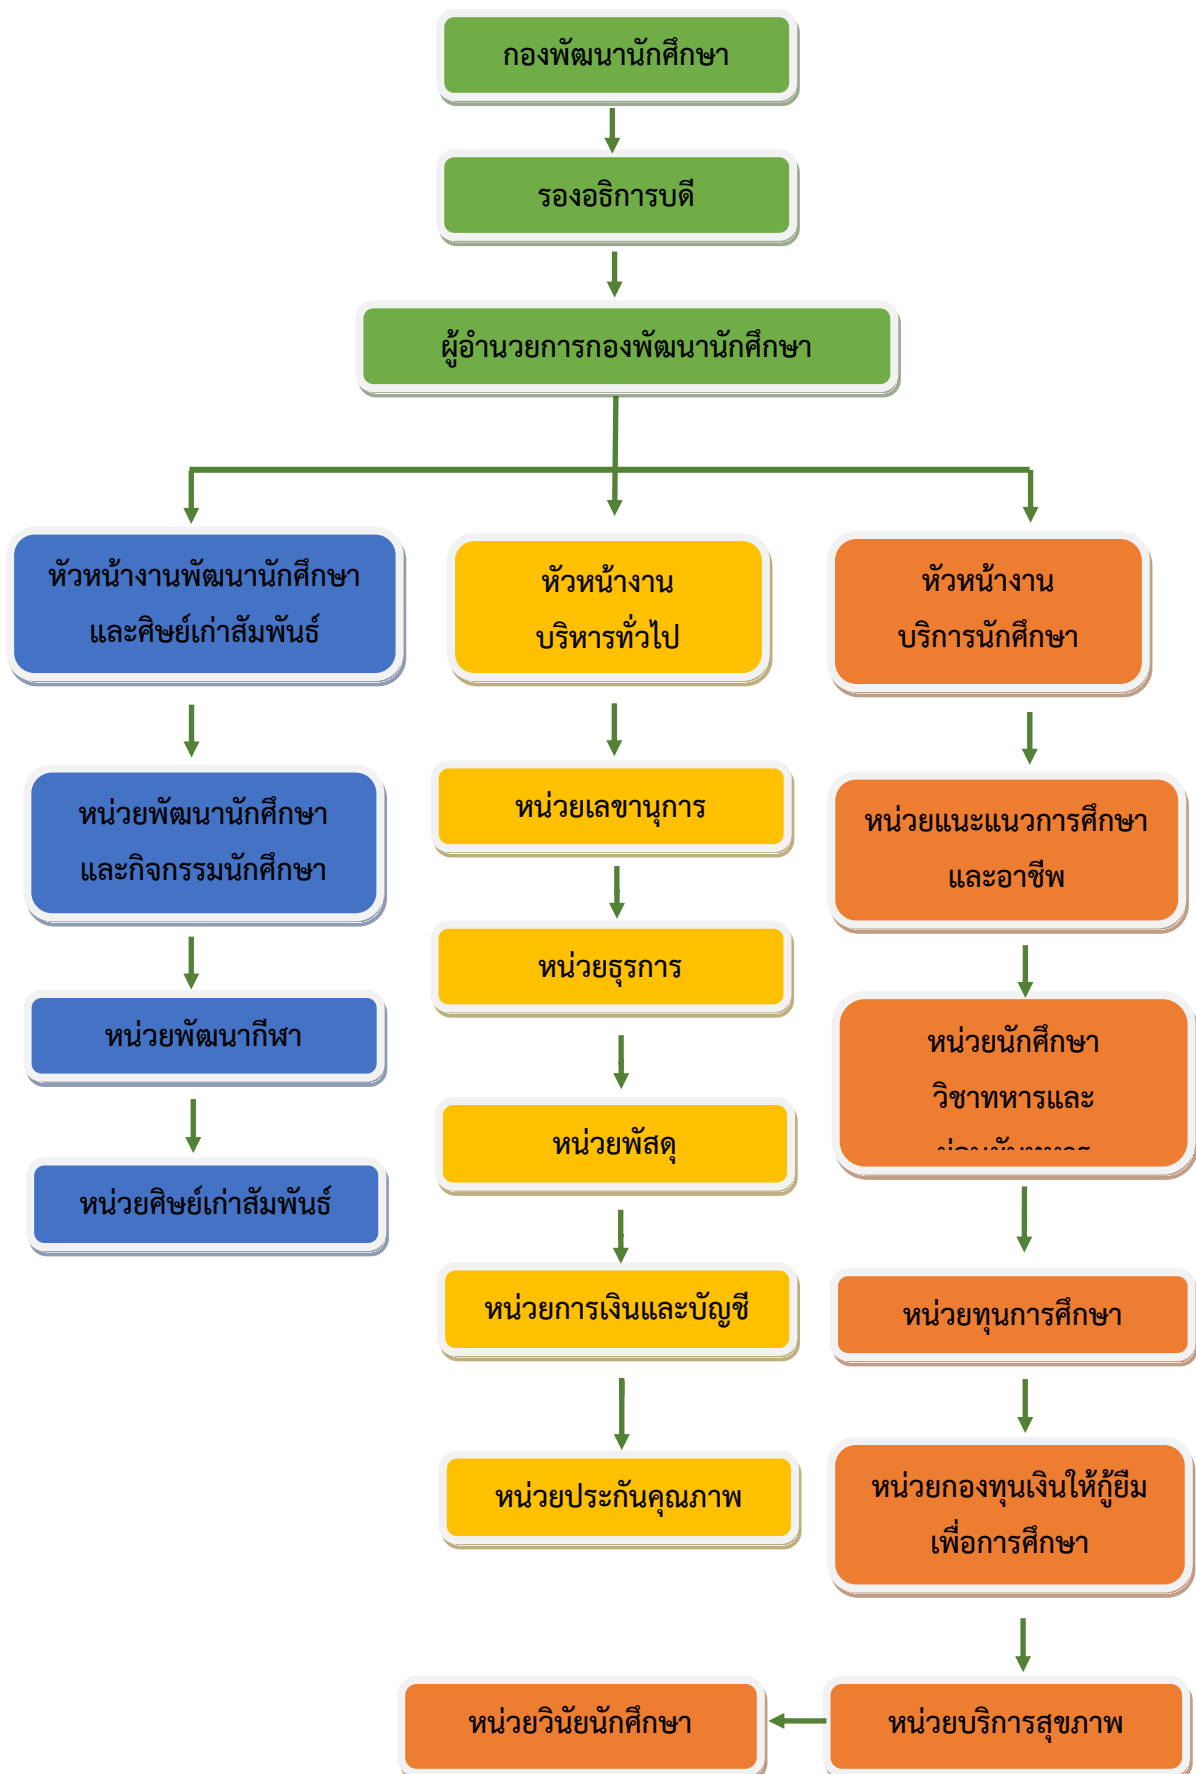 กองพัฒนานักศึกษา
รองอธิการบดี
ผู้อำนวยการกองพัฒนานักศึกษา
หัวหน้างานพัฒนานักศึกษา
และศิษย์เก่าสัมพันธ์
หน่วยพัฒนานักศึกษา
และกิจกรรมนักศึกษา
หน่วยพัฒนากีฬา
หน่วยศิษย์เก่าสัมพันธ์
หัวหน้างาน
บริหารทั่วไป
หน่วยเลขานุการ
หน่วยธุรการ
หน่วยพัสดุ
หน่วยการเงินและบัญชี
หน่วยประกันคุณภาพ
หัวหน้างาน
บริการนักศึกษา
หน่วยแนะแนวการศึกษา
และอาชีพ
หน่วยนักศึกษา
วิชาทหารและ
หน่วยทุนการศึกษา
หน่วยกองทุนเงินให้กู้ยืม
เพื่อการศึกษา
หน่วยบริการสุขภาพ
หน่วยวินัยนักศึกษา